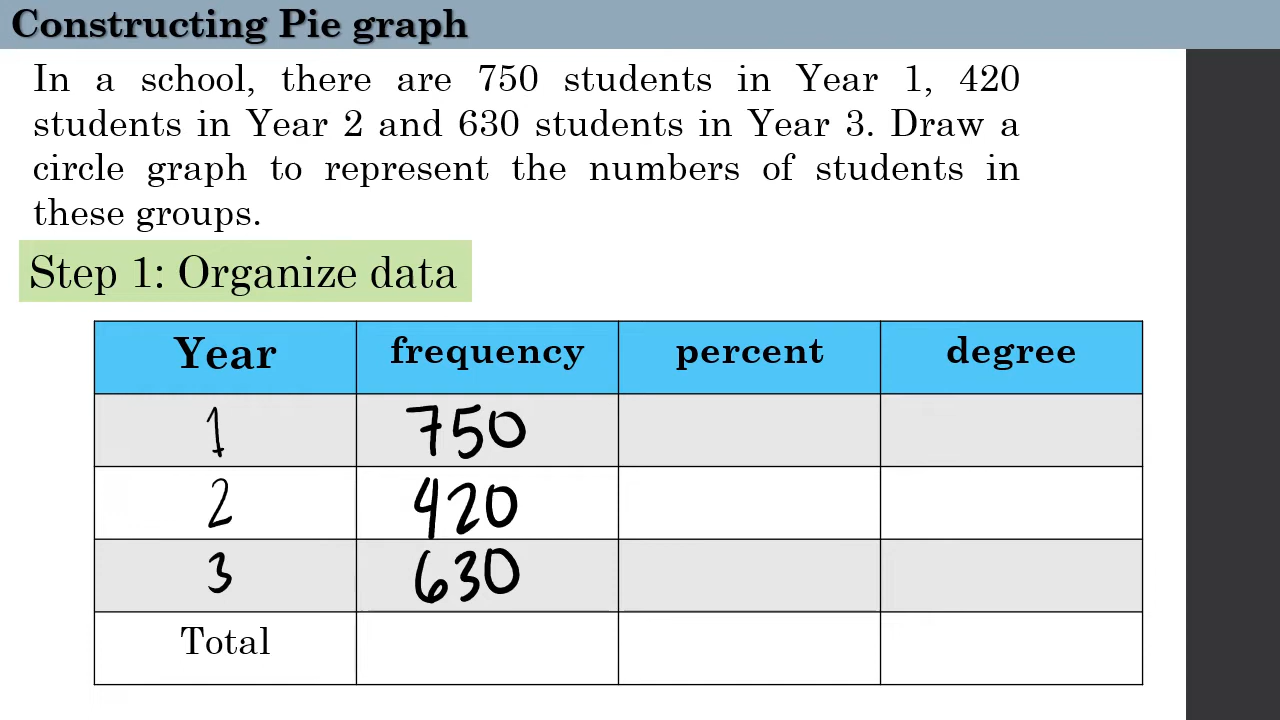 Constructing Pie graph
In a school, there are 750 students in Year 1, 420
students in Year 2 and 630 students in Year 3. Draw a
circle graph to represent the numbers of students in
these groups.
Step 1: Organize data
Year frequency percent degree
1 750
2 420
3 630
Total